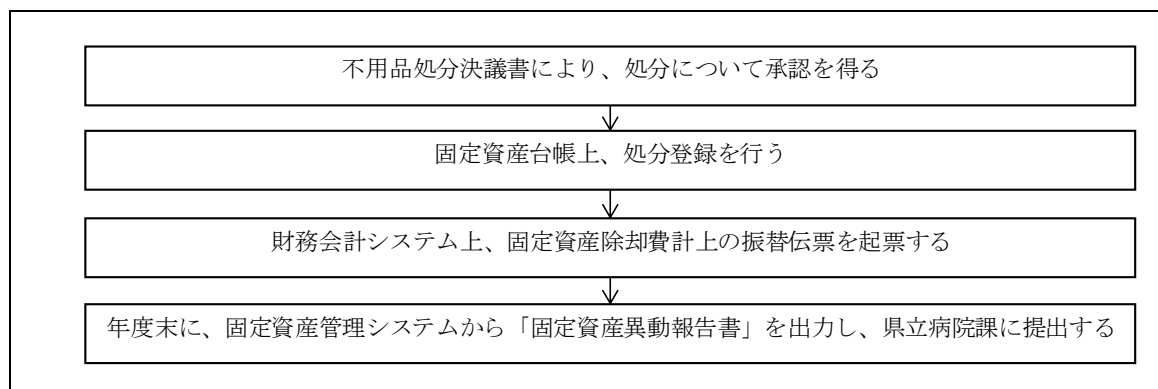 不用品処分決議書により、処分について承認を得る
固定資産台帳上、処分登録を行う
財務会計システム上、固定資産除却費計上の振替伝票を起票する
年度末に、固定資産管理システムから「固定資産異動報告書」を出力し、県立病院課に提出する